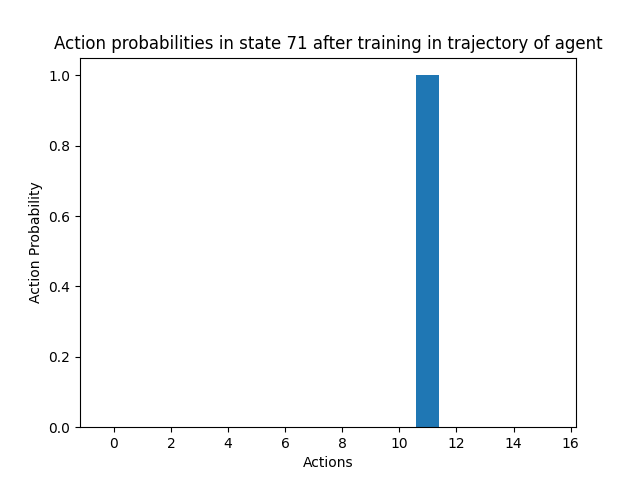 Action probabilities in state 71 after training in trajectory of agent
1.0
0.8
0.6
0.4
0.2
0.0
Action Probability
0 2 4 6 8 10 12 14 16
Actions